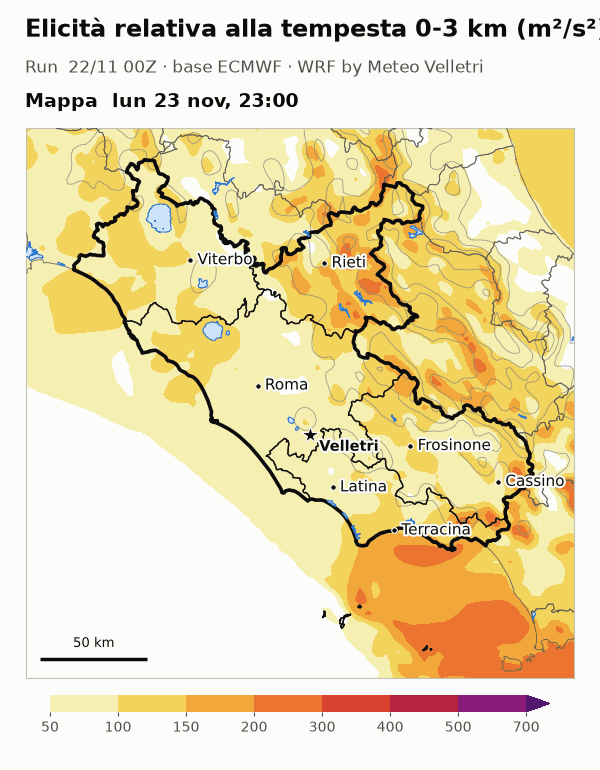 Elicità relativa alla tempesta 0-3 km (m²/s²)
Run 22/11 00Z · base ECMWF · WRF by Meteo Velletri
Mappa lun 23 nov, 23:00
Viterbo
Rieti
Roma
Velletri
Frosinone
Cassino
Latina
Terracina
50 km
50 100 150 200 300 400 500 700